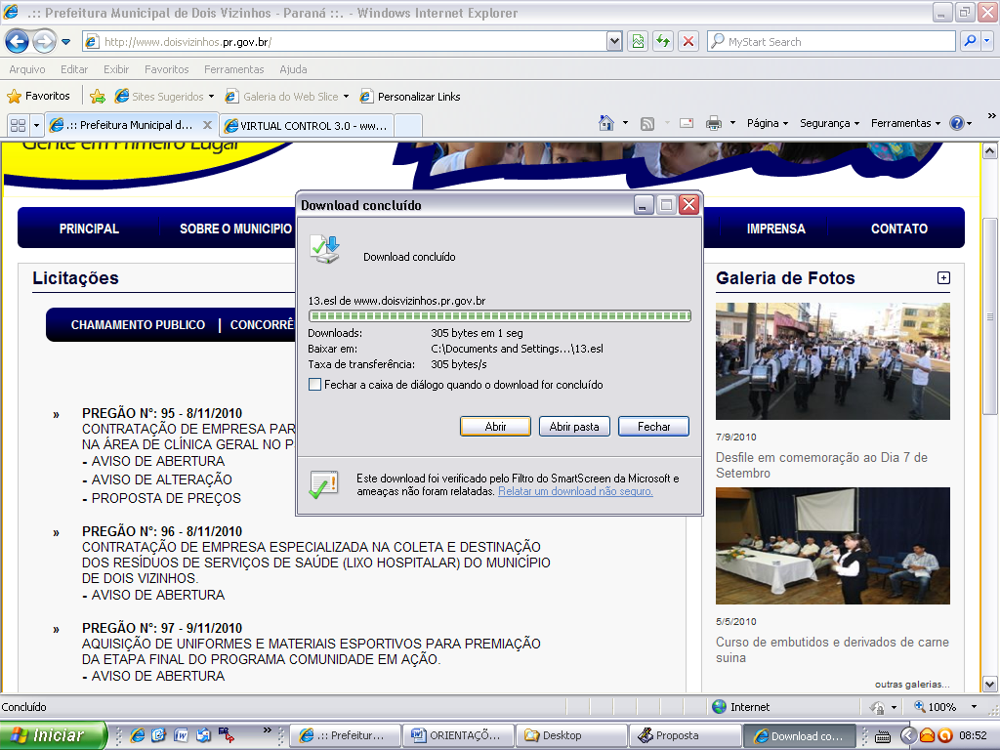 .:: Prefeitura Municipal de Dois Vizinhos - Paraná ::. - Windows Internet Explorer
http://www.doisvizinhos.pr.gov.br/
MyStart Search
Arquivo Editar Exibir Favoritos Ferramentas Ajuda
Favoritos Sites Sugeridos Galeria do Web Slice Personalizar Links
.:: Prefeitura Municipal d... VIRTUAL CONTROL 3.0 - ww... Página Segurança Ferramentas »
Gente em Primeiro Lugar
PRINCIPAL SOBRE O MUNICIPIO IMPRENSA CONTATO
Licitações
CHAMAMENTO PUBLICO | CONCORRÊ
» PREGÃO Nº: 95 - 8/11/2010
CONTRATAÇÃO DE EMPRESA PAR
NA ÁREA DE CLÍNICA GERAL NO P
- AVISO DE ABERTURA
- AVISO DE ALTERAÇÃO
- PROPOSTA DE PREÇOS
» PREGÃO Nº: 96 - 8/11/2010
CONTRATAÇÃO DE EMPRESA ESPECIALIZADA NA COLETA E DESTINAÇÃO
DOS RESÍDUOS DE SERVIÇOS DE SAÚDE (LIXO HOSPITALAR) DO MUNICÍPIO
DE DOIS VIZINHOS.
- AVISO DE ABERTURA
» PREGÃO Nº: 97 - 9/11/2010
AQUISIÇÃO DE UNIFORMES E MATERIAIS ESPORTIVOS PARA PREMIAÇÃO
DA ETAPA FINAL DO PROGRAMA COMUNIDADE EM AÇÃO.
- AVISO DE ABERTURA
Download concluído
Download concluído
13.esl de www.doisvizinhos.pr.gov.br
Downloads: 305 bytes em 1 seg
Baixar em: C:\Documents and Settings...\13.esl
Taxa de transferência: 305 bytes/s
Fechar a caixa de diálogo quando o download for concluído
Abrir Abrir pasta Fechar
Este download foi verificado pelo Filtro do SmartScreen da Microsoft e
ameaças não foram relatadas. Relatar um download não seguro.
Galeria de Fotos
7/9/2010
Desfile em comemoração ao Dia 7 de
Setembro
5/5/2010
Curso de embutidos e derivados de carne
suina
outras galerias...
Concluído Internet 100%
Iniciar » .:: Prefeitur... ORIENTAÇÕ... Desktop Proposta Download co... 08:52